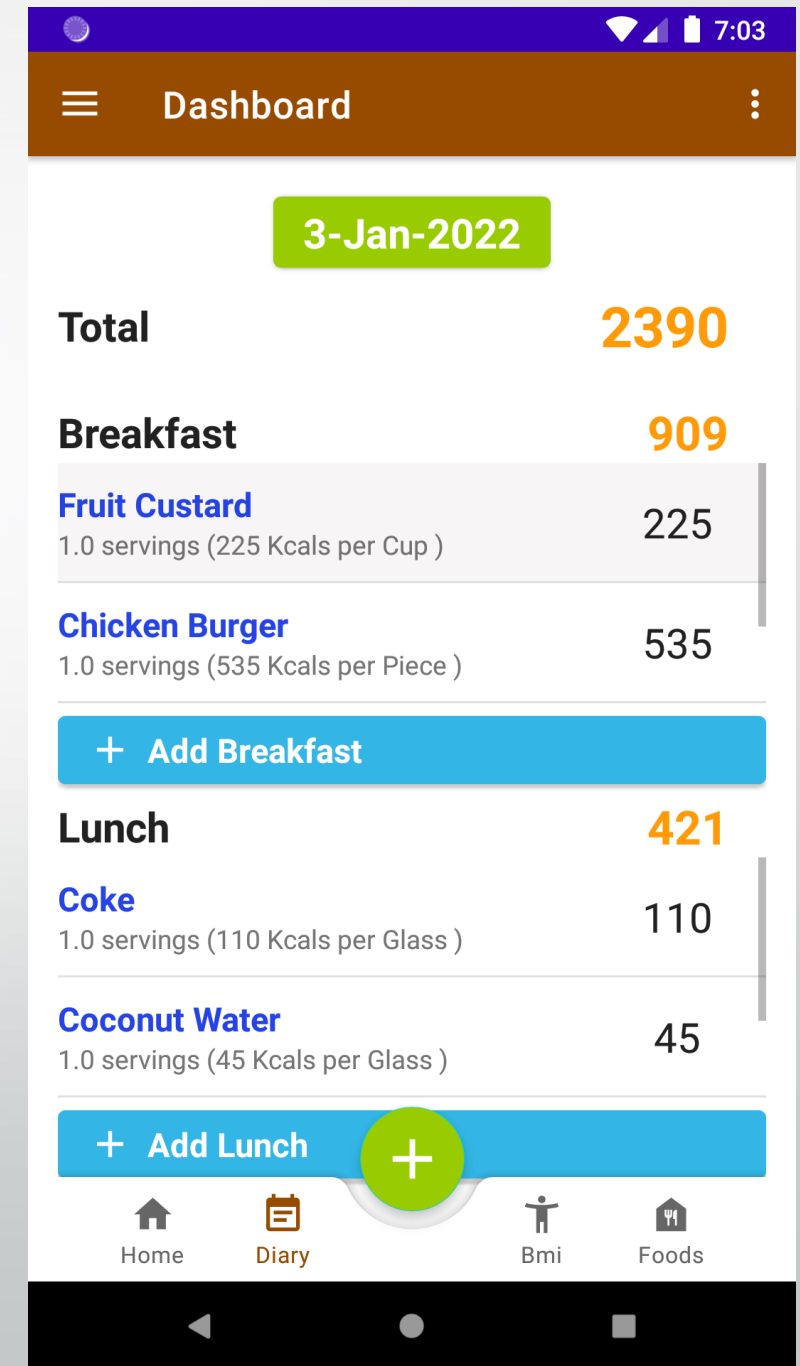 7:03
Dashboard
3-Jan-2022
Total 2390
Breakfast 909
Fruit Custard
1.0 servings (225 Kcals per Cup ) 225
Chicken Burger
1.0 servings (535 Kcals per Piece ) 535
+ Add Breakfast
Lunch 421
Coke
1.0 servings (110 Kcals per Glass ) 110
Coconut Water
1.0 servings (45 Kcals per Glass ) 45
+ Add Lunch
Home Diary Bmi Foods